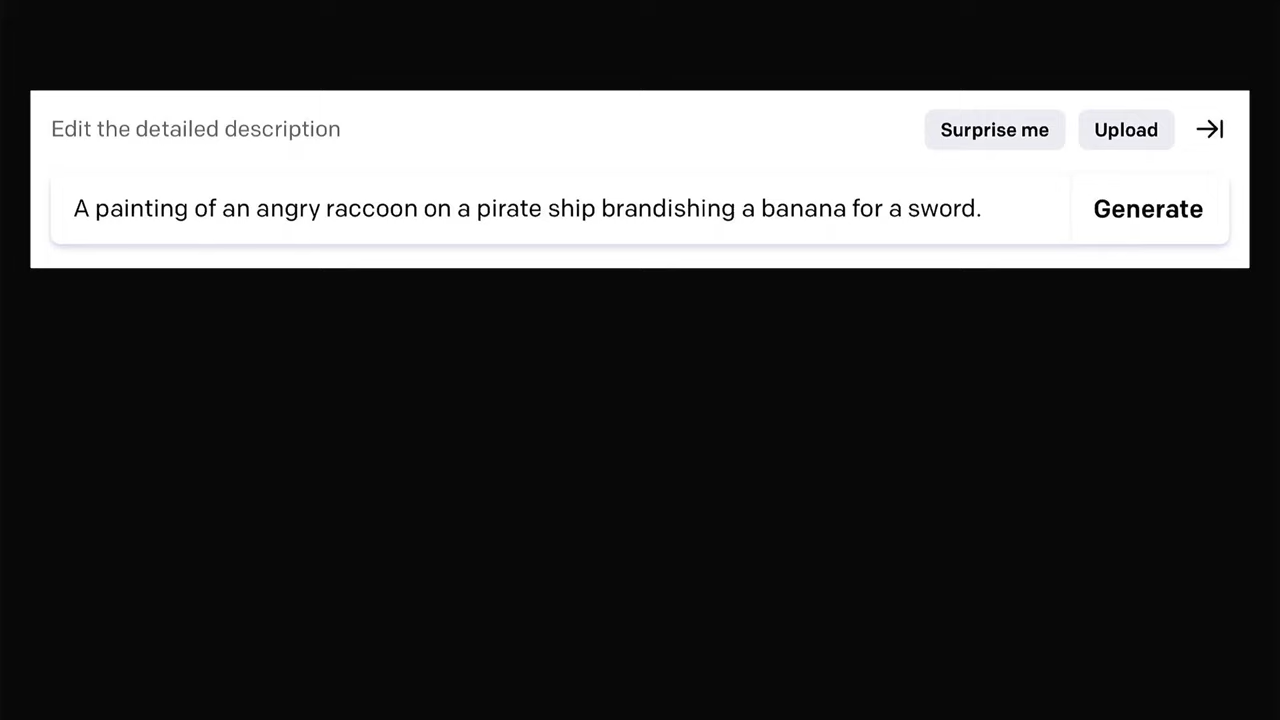 Edit the detailed description
Surprise me
Upload
A painting of an angry raccoon on a pirate ship brandishing a banana for a sword.
Generate